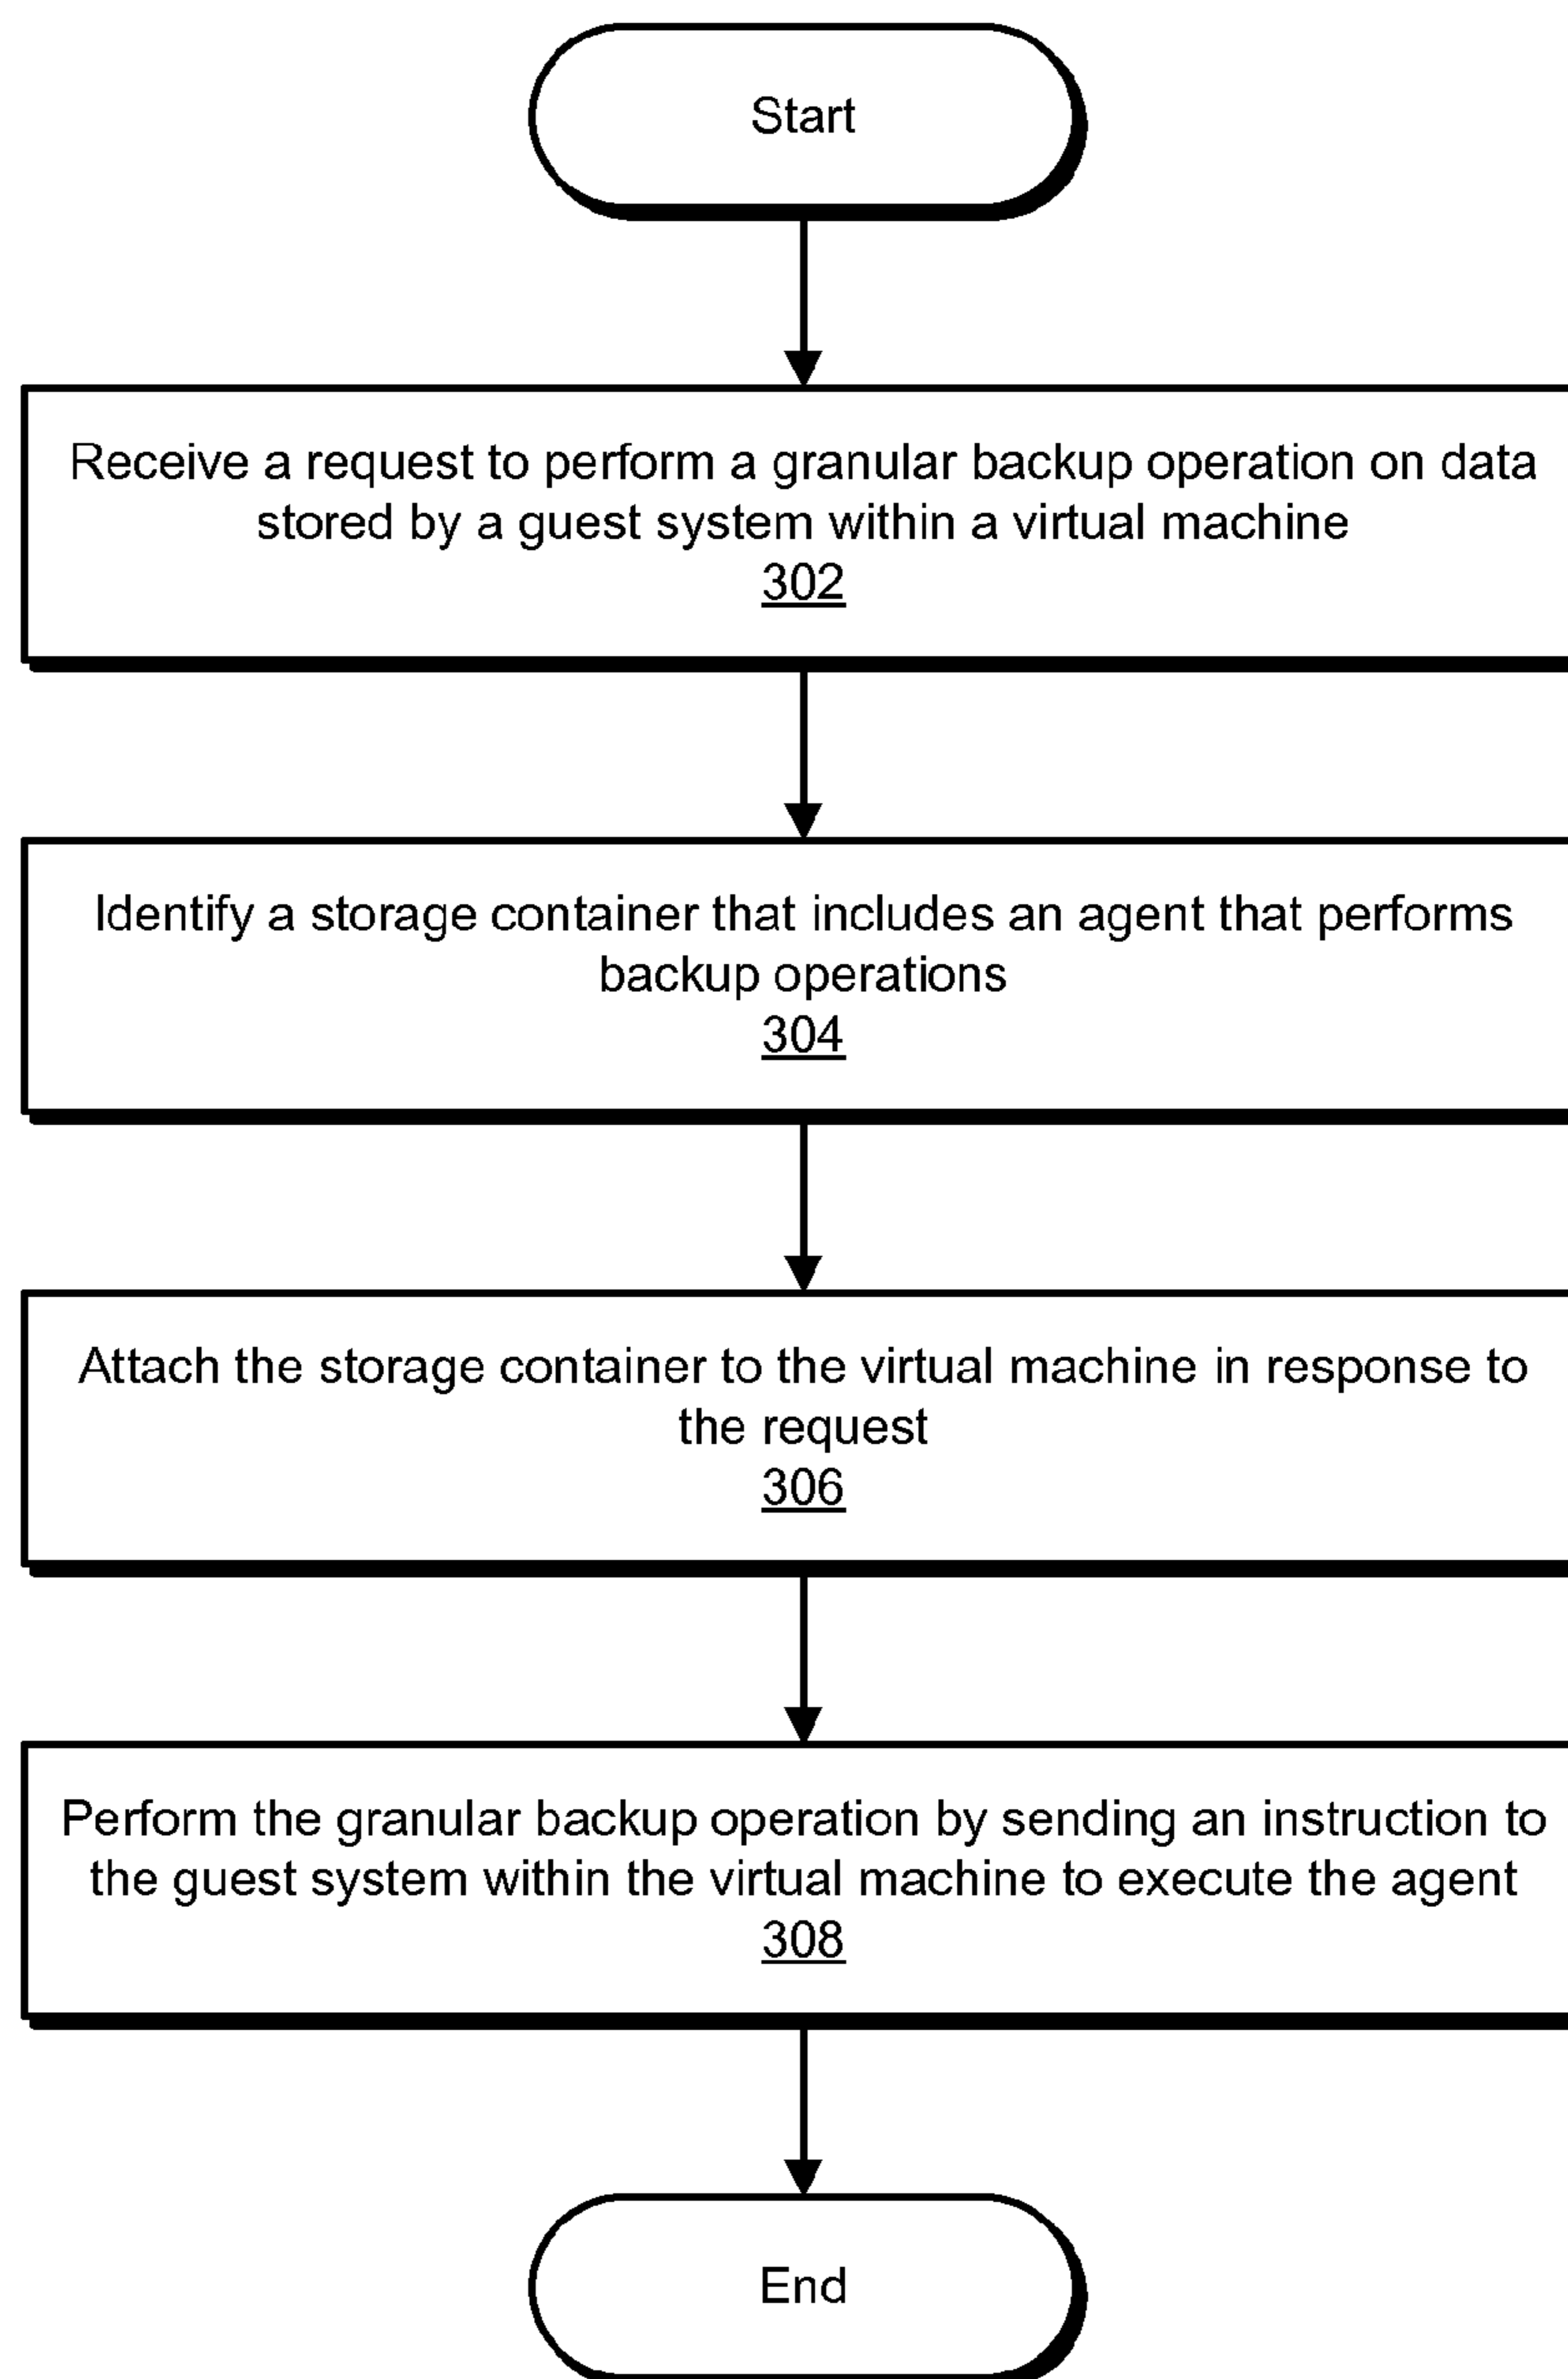 Start
Receive a request to perform a granular backup operation on data
stored by a guest system within a virtual machine
302
Identify a storage container that includes an agent that performs
backup operations
304
Attach the storage container to the virtual machine in response to
the request
306
Perform the granular backup operation by sending an instruction to
the guest system within the virtual machine to execute the agent
308
End